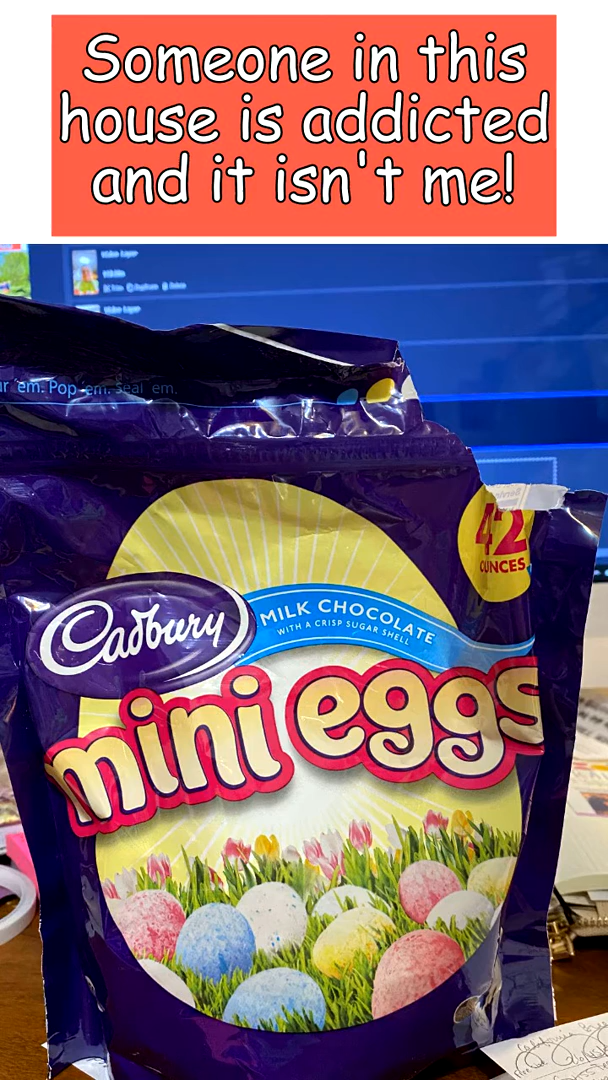 Someone in this
house is addicted
and it isn't me!
em. Pop em. Seal em.
42
OUNCES
Cadbury
MILK CHOCOLATE
WITH A CRISP SUGAR SHELL
mini eggs